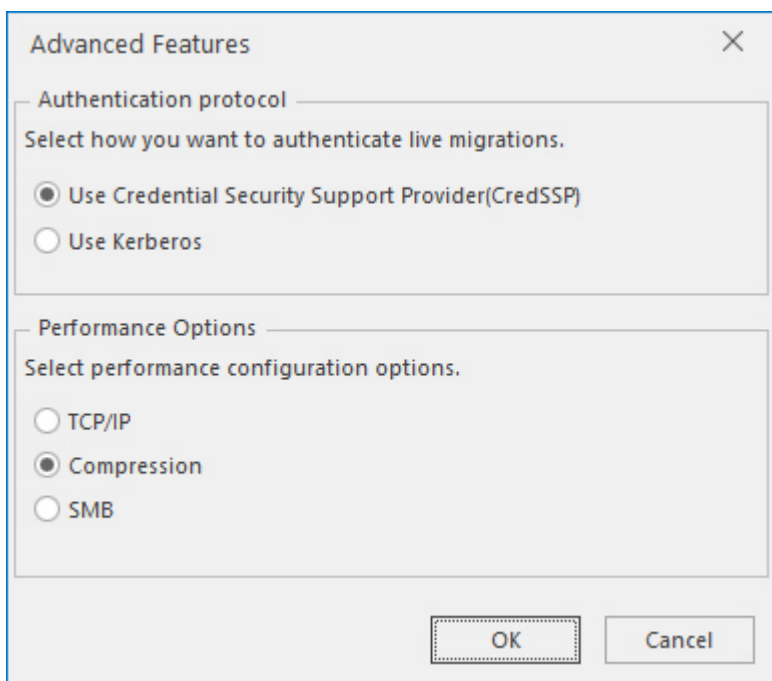 Advanced Features
Authentication protocol
Select how you want to authenticate live migrations.
Use Credential Security Support Provider(CredSSP)
Use Kerberos
Performance Options
Select performance configuration options.
TCP/IP
Compression
SMB
OK Cancel